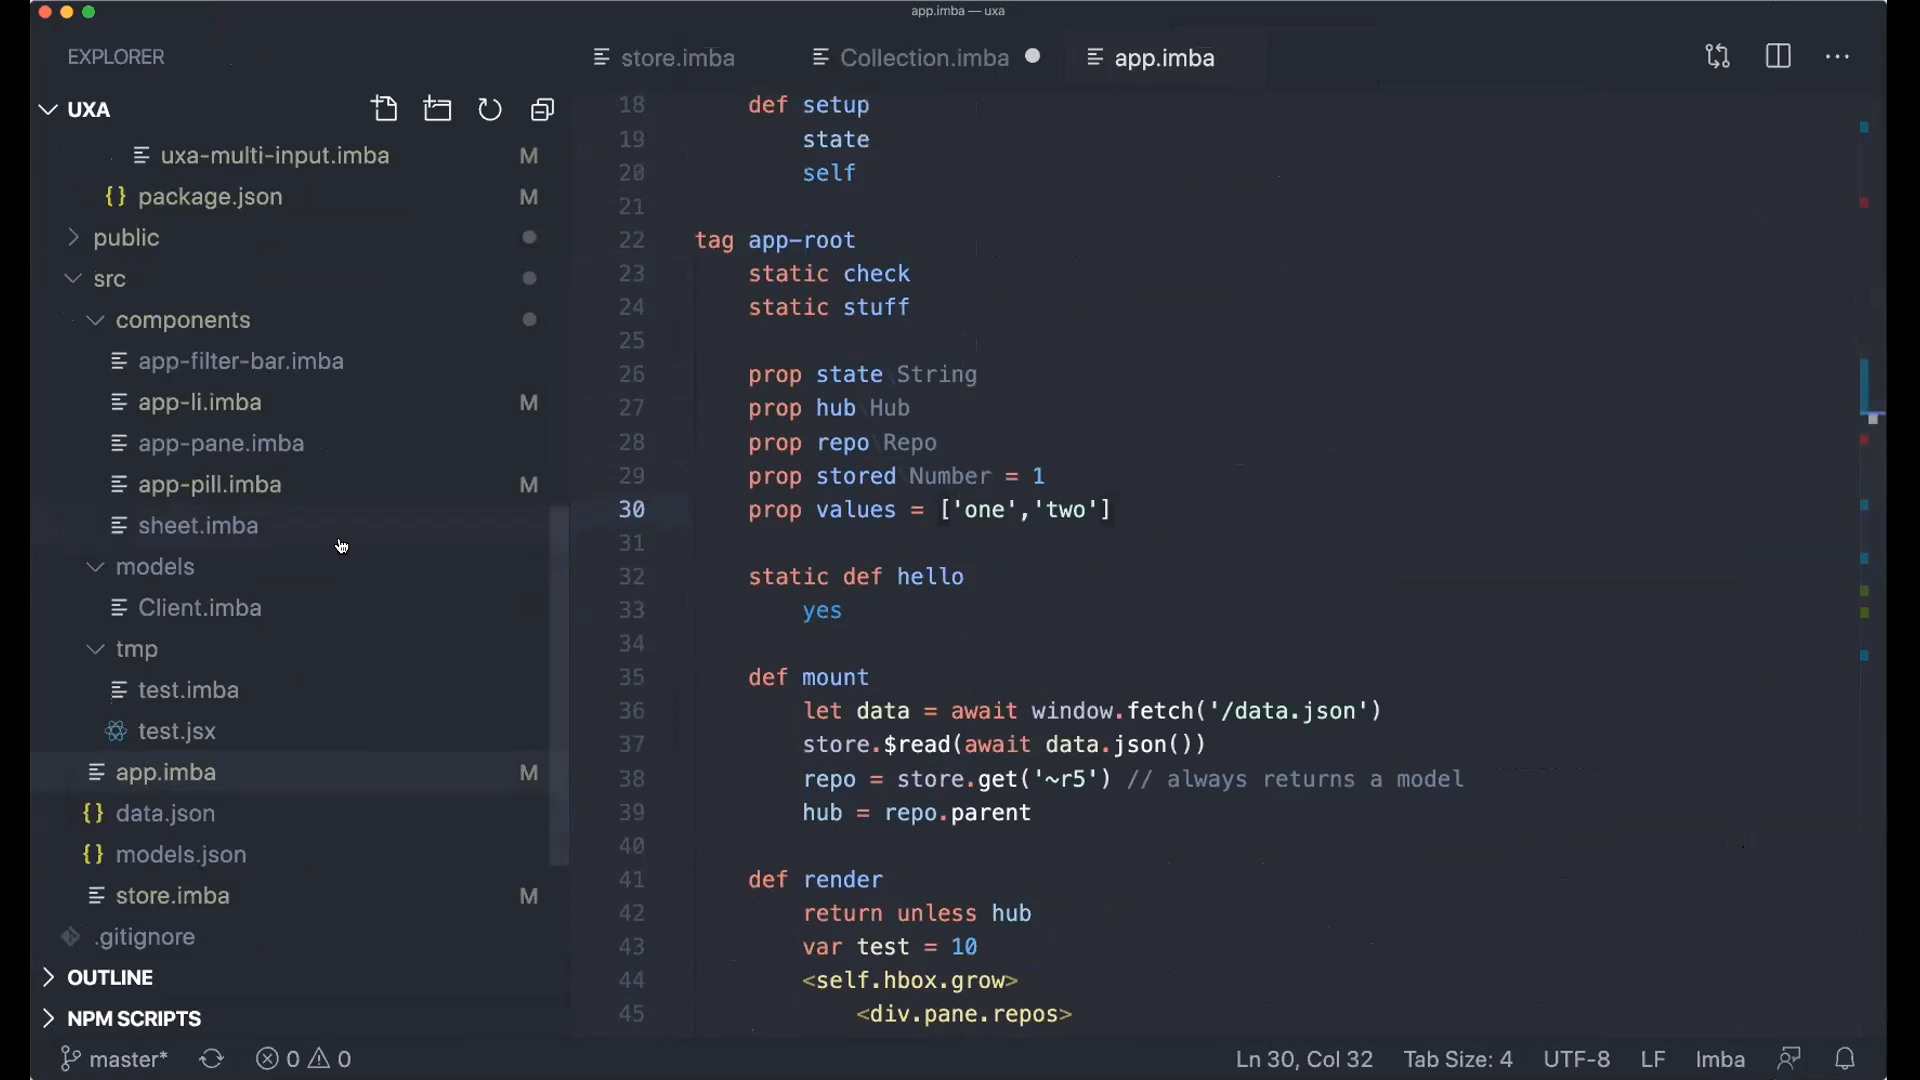 app.imba — uxa
EXPLORER
UXA
uxa-multi-input.imba M
{} package.json M
public
src
components
app-filter-bar.imba
app-li.imba M
app-pane.imba
app-pill.imba M
sheet.imba
models
Client.imba
tmp
test.imba
test.jsx
app.imba M
{} data.json
{} models.json
store.imba M
.gitignore
OUTLINE
NPM SCRIPTS
store.imba Collection.imba app.imba
18 def setup
19 state
20 self
21
22 tag app-root
23 static check
24 static stuff
25
26 prop state\String
27 prop hub\Hub
28 prop repo\Repo
29 prop stored\Number = 1
30 prop values = ['one','two']
31
32 static def hello
33 yes
34
35 def mount
36 let data = await window.fetch('/data.json')
37 store.$read(await data.json())
38 repo = store.get('~r5') // always returns a model
39 hub = repo.parent
40
41 def render
42 return unless hub
43 var test = 10
44 <self.hbox.grow>
45 <div.pane.repos>
master* 0 0 Ln 30, Col 32 Tab Size: 4 UTF-8 LF Imba